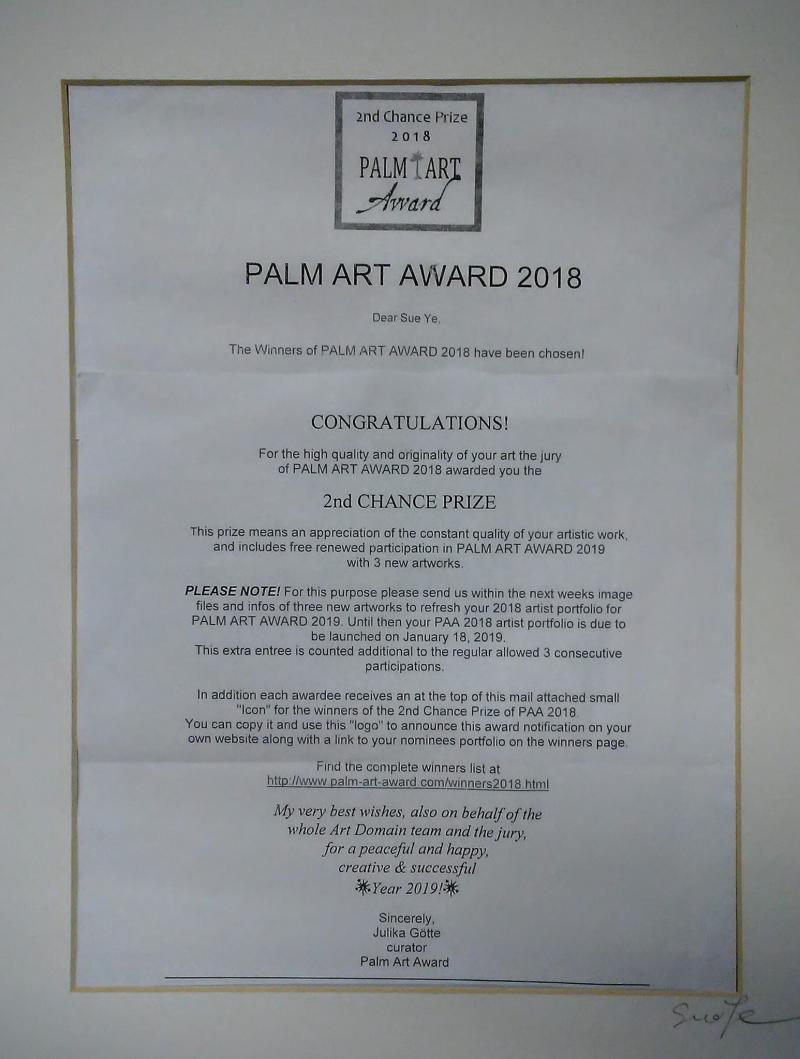 2nd Chance Prize
2018
PALM ART
Award
PALM ART AWARD 2018
Dear Sue Ye,
The Winners of PALM ART AWARD 2018 have been chosen!
CONGRATULATIONS!
For the high quality and originality of your art the jury
of PALM ART AWARD 2018 awarded you the
2nd CHANCE PRIZE
This prize means an appreciation of the constant quality of your artistic work,
and includes free renewed participation in PALM ART AWARD 2019
with 3 new artworks.
PLEASE NOTE! For this purpose please send us within the next weeks image
files and infos of three new artworks to refresh your 2018 artist portfolio for
PALM ART AWARD 2019. Until then your PAA 2018 artist portfolio is due to
be launched on January 18, 2019.
This extra entree is counted additional to the regular allowed 3 consecutive
participations.
In addition each awardee receives an at the top of this mail attached small
"Icon" for the winners of the 2nd Chance Prize of PAA 2018.
You can copy it and use this "logo" to announce this award notification on your
own website along with a link to your nominees portfolio on the winners page.
Find the complete winners list at
http://www.palm-art-award.com/winners2018.html
My very best wishes, also on behalf of the
whole Art Domain team and the jury,
for a peaceful and happy,
creative & successful
Year 2019!
Sincerely,
Julika Götte
curator
Palm Art Award
Sue Ye